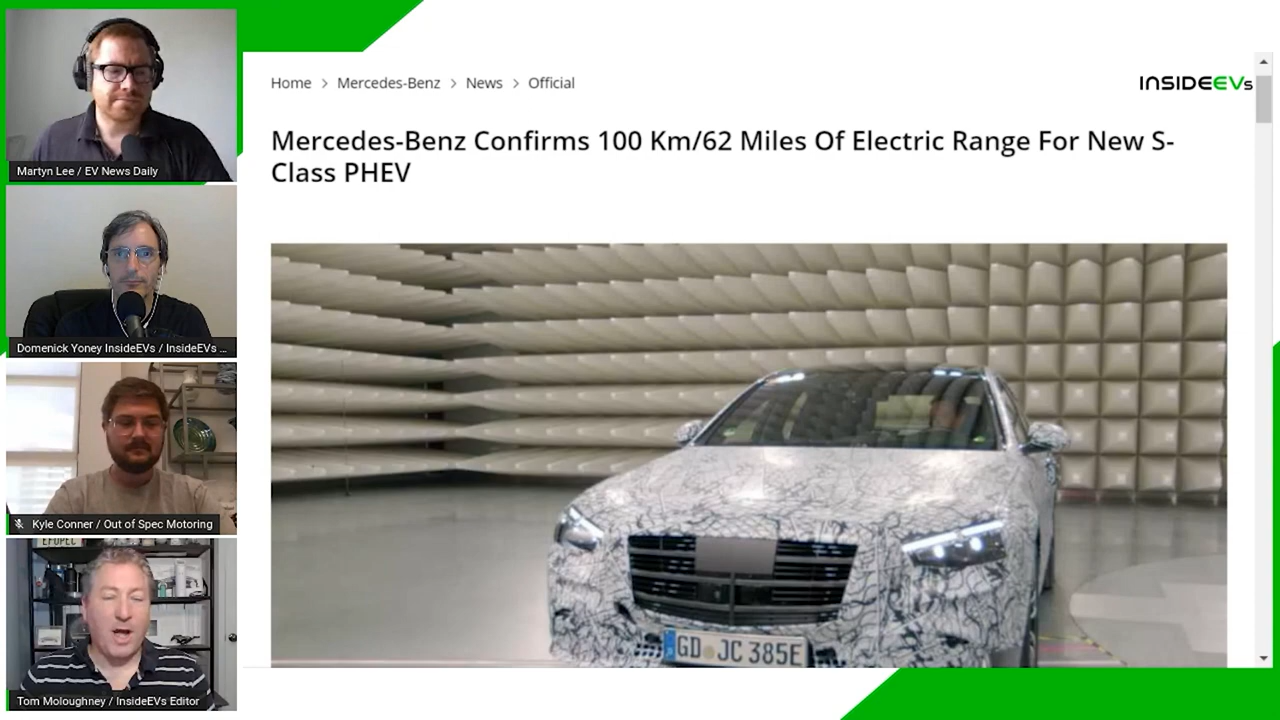 Martyn Lee / EV News Daily
Domenick Yoney InsideEVs / InsideEVs ...
Kyle Conner / Out of Spec Motoring
EFOPEC
Tom Moloughney / InsideEVs Editor
Home > Mercedes-Benz > News > Official
INSIDEEVs
Mercedes-Benz Confirms 100 Km/62 Miles Of Electric Range For New S-
Class PHEV
GD JC 385E